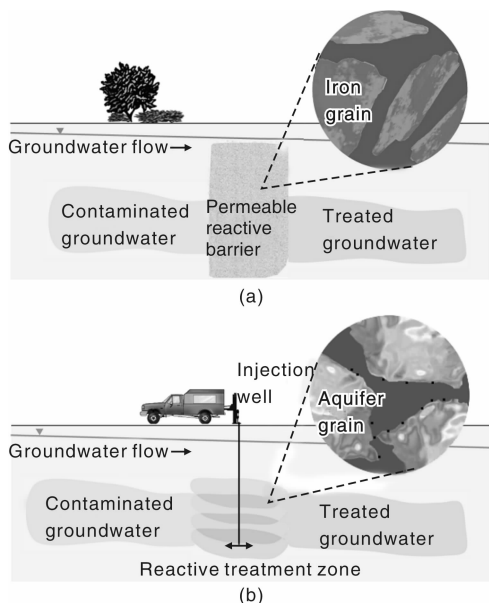 Iron
grain
Groundwater flow→
Contaminated
groundwater
Permeable
reactive
barrier
Treated
groundwater
(a)
Injection
well
Aquifer
grain
Groundwater flow→
Contaminated
groundwater
Treated
groundwater
Reactive treatment zone
(b)